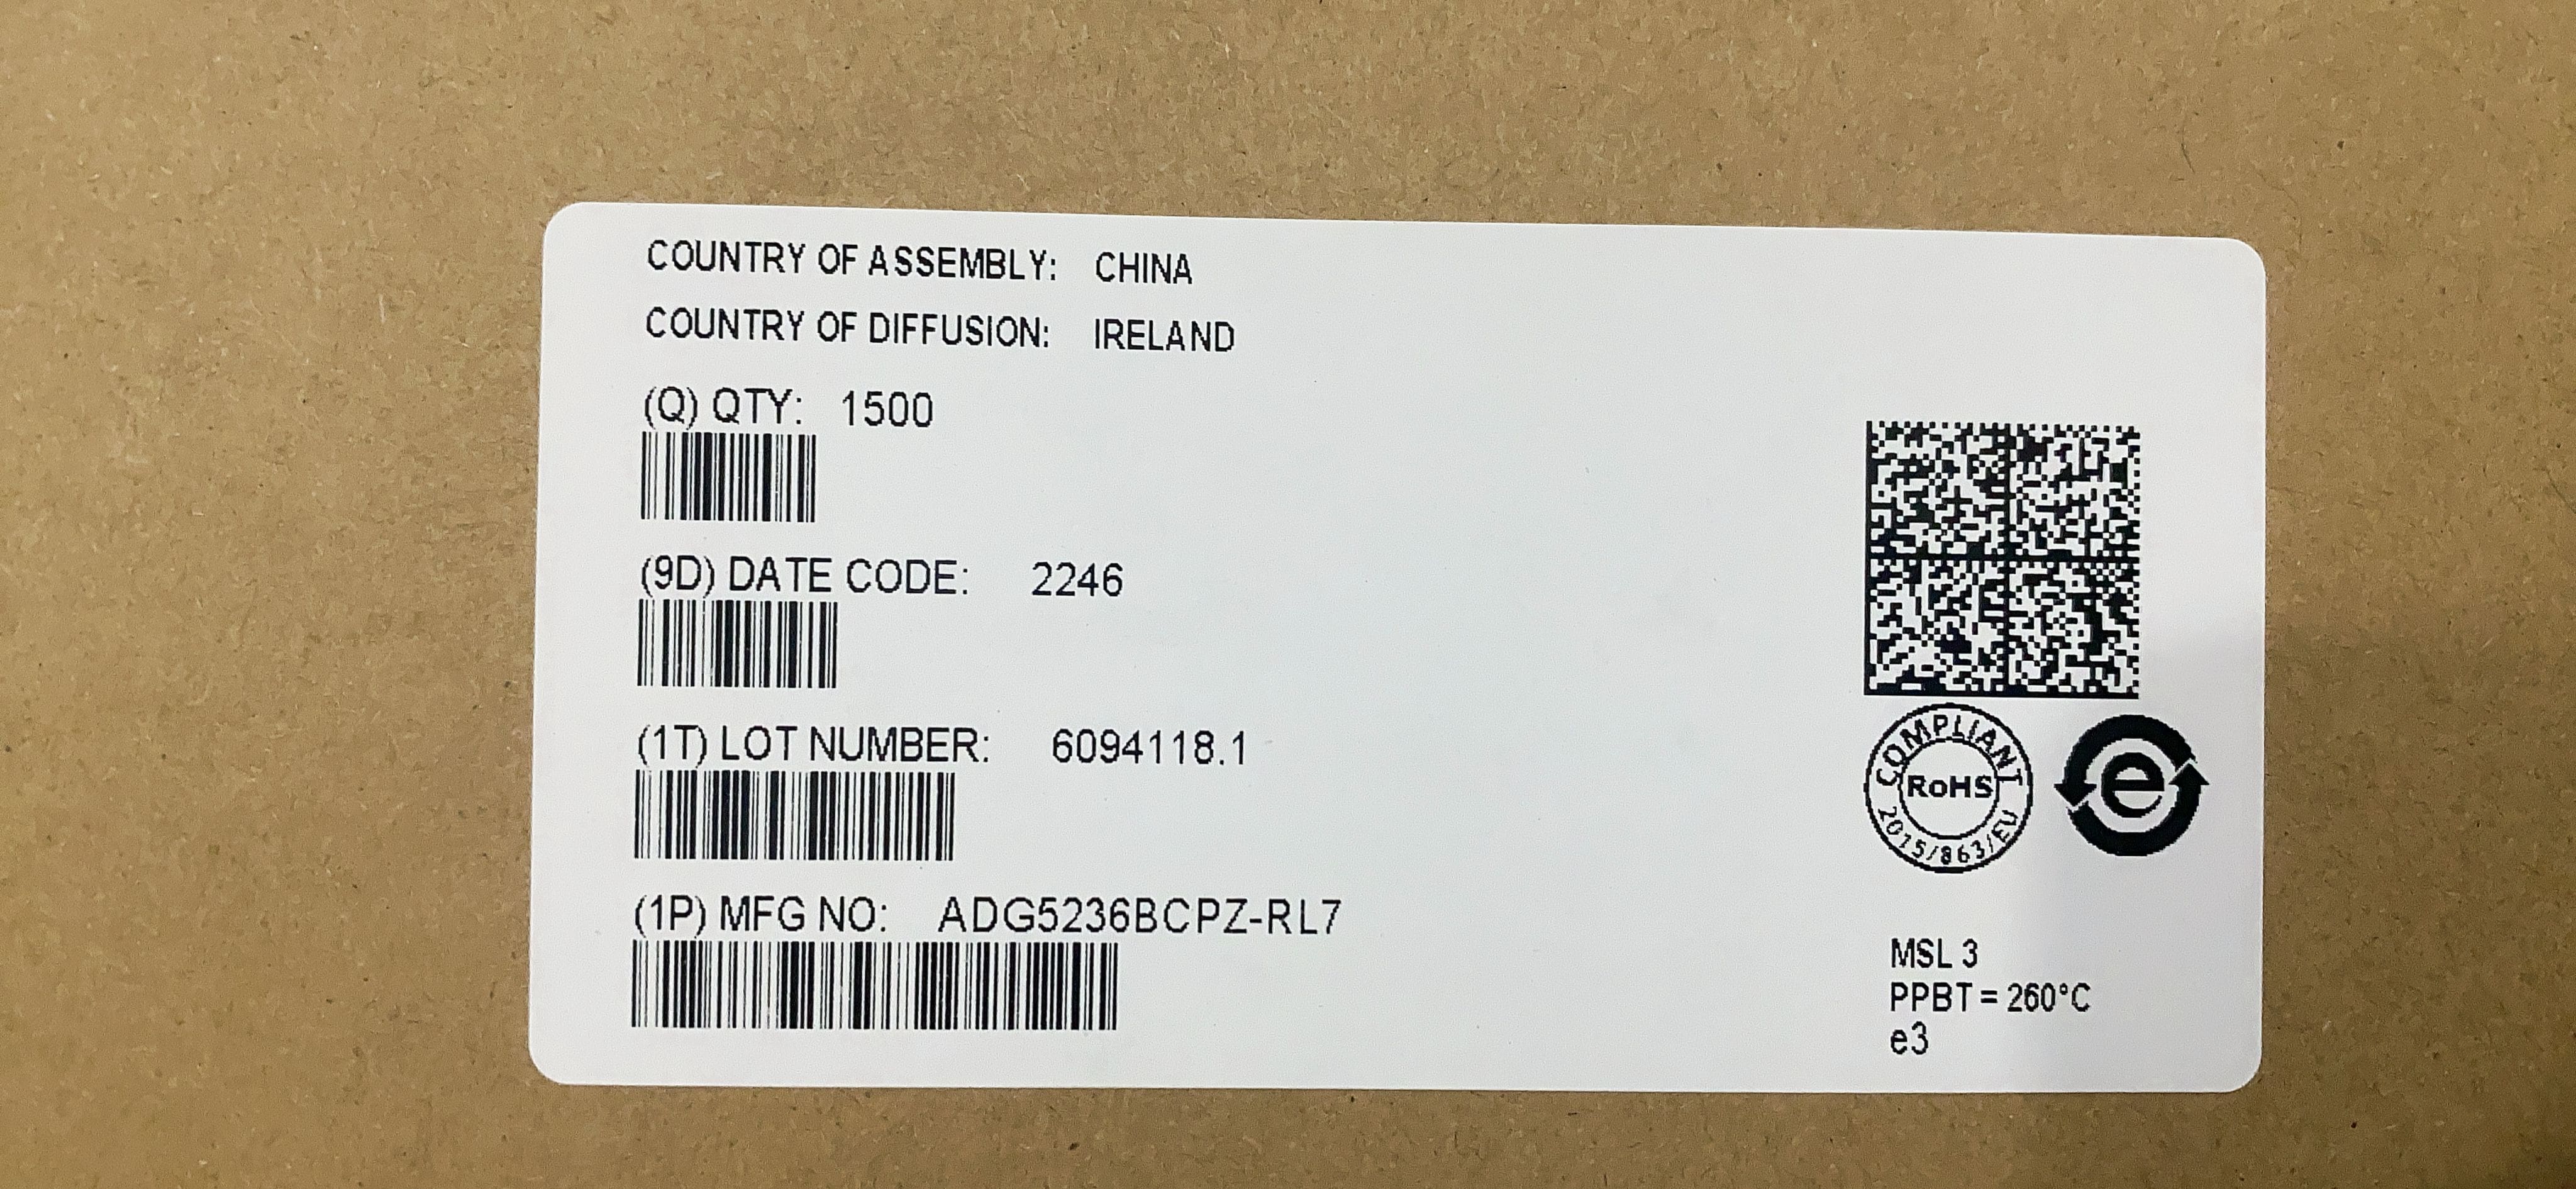 COUNTRY OF ASSEMBLY: CHINA
COUNTRY OF DIFFUSION: IRELAND
(Q) QTY: 1500
(9D) DATE CODE: 2246
(1T) LOT NUMBER: 6094118.1
(1P) MFG NO: ADG5236BCPZ-RL7
COMPLIANT
RoHS
2015/863/EU
e
MSL 3
PPBT = 260°C
e3